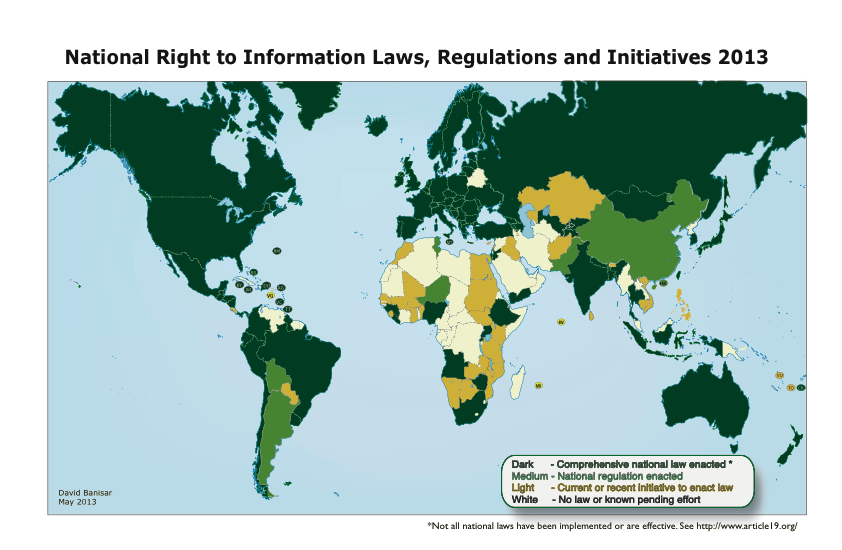 National Right to Information Laws, Regulations and Initiatives 2013
Dark - Comprehensive national law enacted *
Medium - National regulation enacted
Light - Current or recent initiative to enact law
White - No law or known pending effort
David Banisar
May 2013
*Not all national laws have been implemented or are effective. See http://www.article19.org/